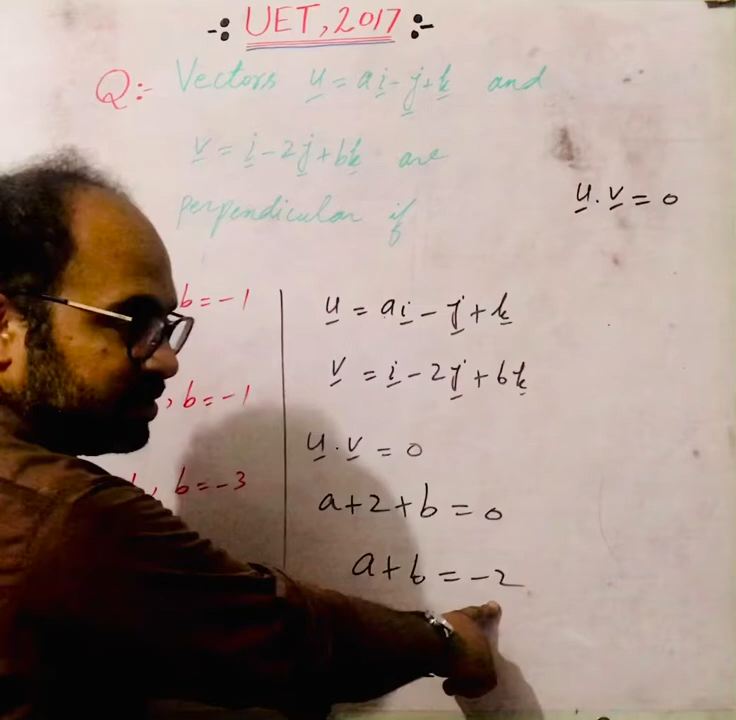 UET, 2017
Q:- Vectors u = ai - j + k and
v = i - 2j + bk are
perpendicular if
u . v = 0
b = -1
, b = -1
, b = -3
u = ai - j + k
v = i - 2j + bk
u . v = 0
a + 2 + b = 0
a + b = -2